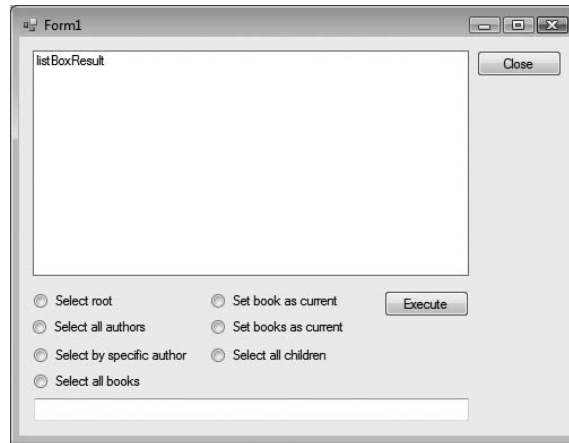 Form1
listBoxResult
Close
Select root
Set book as current
Execute
Select all authors
Set books as current
Select by specific author
Select all children
Select all books